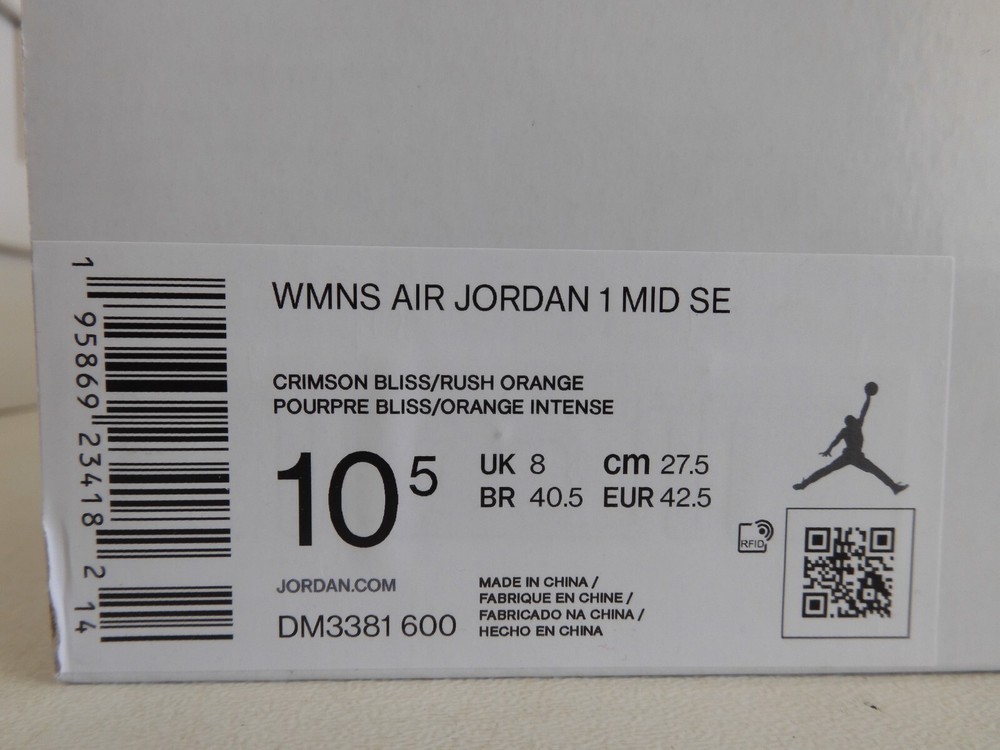 WMNS AIR JORDAN 1 MID SE
CRIMSON BLISS/RUSH ORANGE
POURPRE BLISS/ORANGE INTENSE
10 5
UK 8 cm 27.5
BR 40.5 EUR 42.5
RFID
JORDAN.COM
DM3381 600
MADE IN CHINA /
FABRIQUE EN CHINE /
FABRICADO NA CHINA /
HECHO EN CHINA
1 95869 23418 2 14